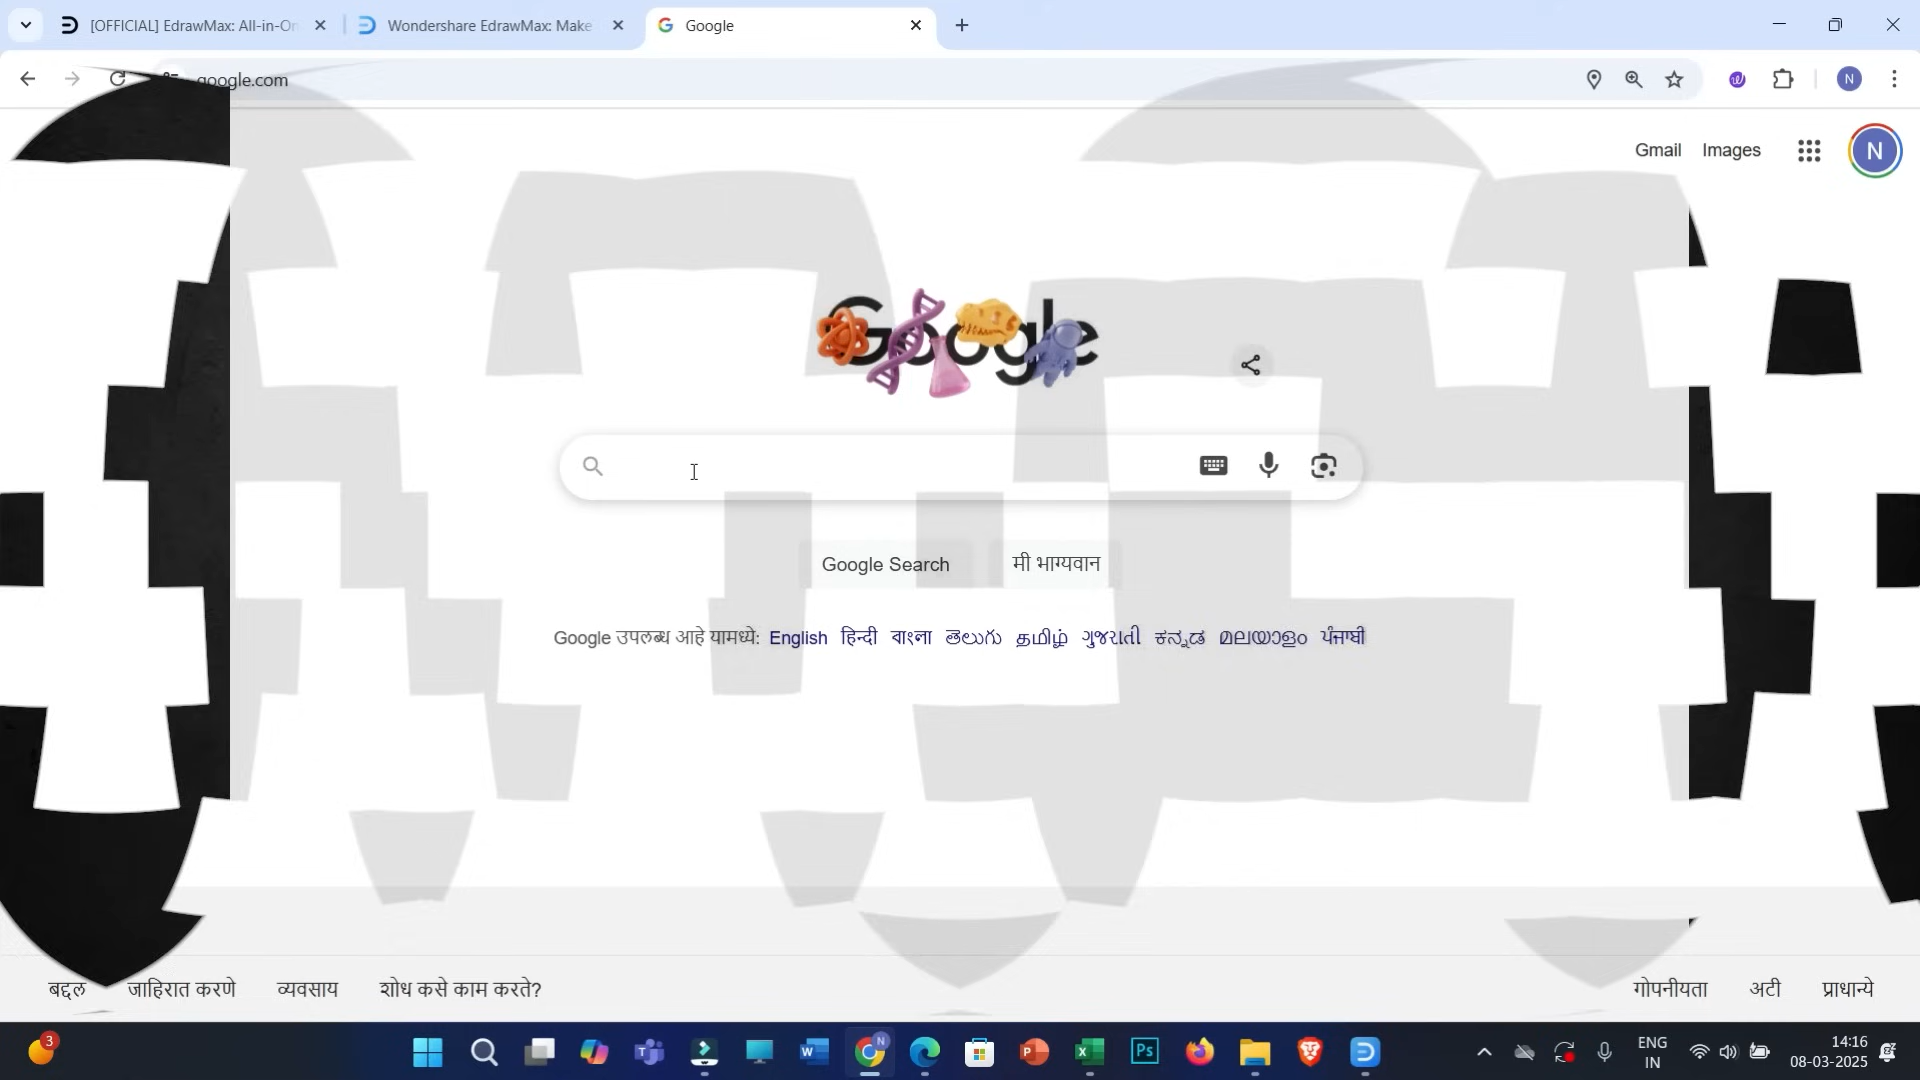 [OFFICIAL] EdrawMax: All-in-On
Wondershare EdrawMax: Make
Google
google.com
N
Gmail Images
N
Google
Google Search
मी भाग्यवान
Google उपलब्ध आहे यामध्ये: English हिन्दी বাংলা తెలుగు தமிழ் ગુજરાતી ಕನ್ನಡ മലയാളം ਪੰਜਾਬੀ
बद्दल जाहिरात करणे व्यवसाय शोध कसे काम करते?
गोपनीयता अटी प्राधान्ये
3
ENG
IN
14:16
08-03-2025